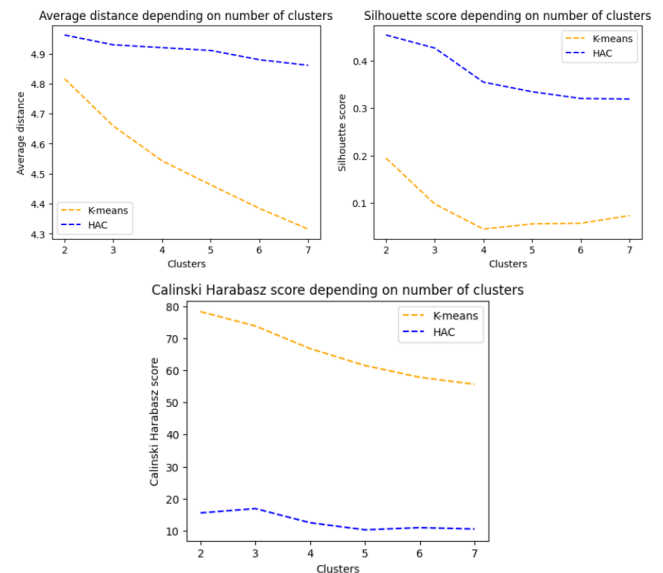 Average distance depending on number of clusters
4.9
4.8
4.7
4.6
4.5
4.4
4.3
Average distance
K-means
HAC
2 3 4 5 6 7
Clusters
Silhouette score depending on number of clusters
0.4
0.3
0.2
0.1
Silhouette score
K-means
HAC
2 3 4 5 6 7
Clusters
Calinski Harabasz score depending on number of clusters
80
70
60
50
40
30
20
10
Calinski Harabasz score
K-means
HAC
2 3 4 5 6 7
Clusters